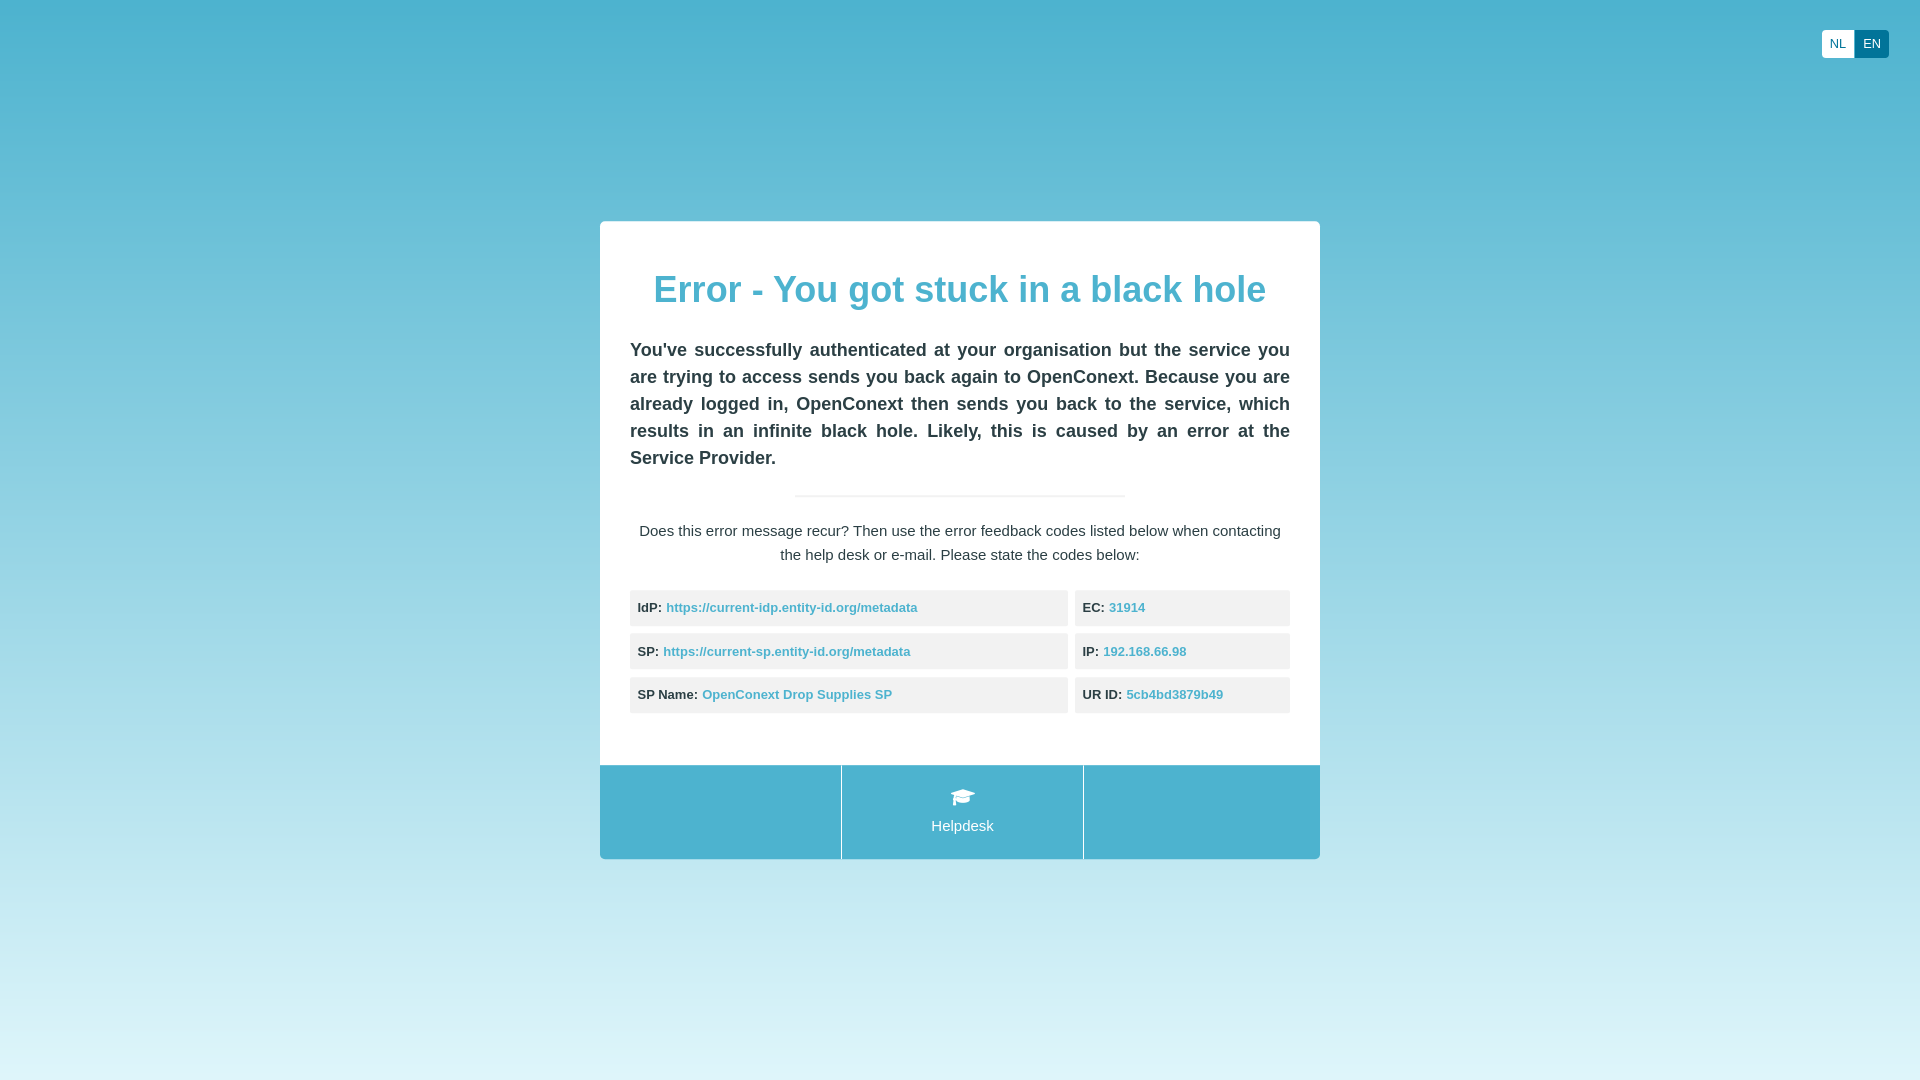 NL EN
Error - You got stuck in a black hole
You've successfully authenticated at your organisation but the service you
are trying to access sends you back again to OpenConext. Because you are
already logged in, OpenConext then sends you back to the service, which
results in an infinite black hole. Likely, this is caused by an error at the
Service Provider.
Does this error message recur? Then use the error feedback codes listed below when contacting
the help desk or e-mail. Please state the codes below:
IdP: https://current-idp.entity-id.org/metadata EC: 31914
SP: https://current-sp.entity-id.org/metadata IP: 192.168.66.98
SP Name: OpenConext Drop Supplies SP UR ID: 5cb4bd3879b49
Helpdesk